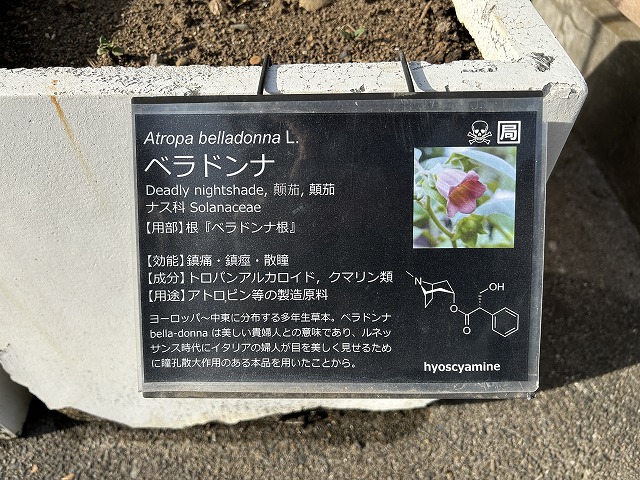 Atropa belladonna L.
局
ベラドンナ
Deadly nightshade, 颠茄, 顛茄
ナス科 Solanaceae
【用部】根『ベラドンナ根』
【効能】鎮痛・鎮痙・散瞳
【成分】トロパンアルカロイド，クマリン類
【用途】アトロピン等の製造原料
ヨーロッパ～中東に分布する多年生草本。ベラドンナ
bella-donna は美しい貴婦人との意味であり、ルネッ
サンス時代にイタリアの婦人が目を美しく見せるため
に瞳孔散大作用のある本品を用いたことから。
N
OH
O
O
hyoscyamine